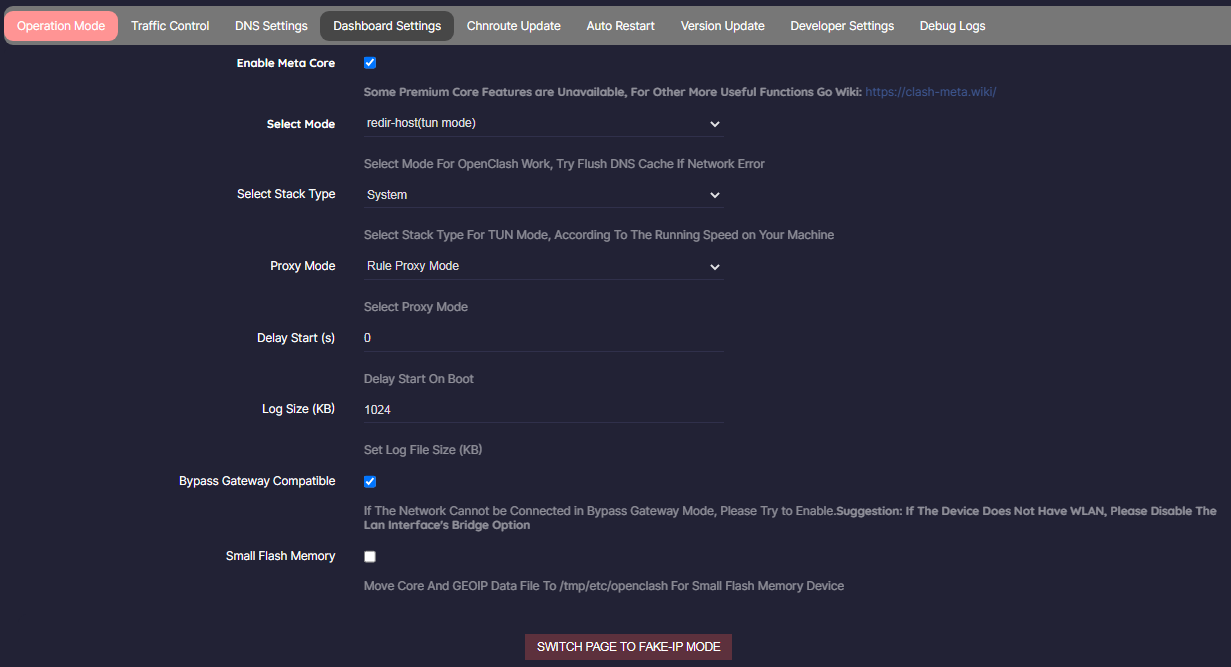 Operation Mode Traffic Control DNS Settings Dashboard Settings Chnroute Update Auto Restart Version Update Developer Settings Debug Logs
Enable Meta Core
Some Premium Core Features are Unavailable, For Other More Useful Functions Go Wiki: https://clash-meta.wiki/
Select Mode redir-host(tun mode)
Select Mode For OpenClash Work, Try Flush DNS Cache If Network Error
Select Stack Type System
Select Stack Type For TUN Mode, According To The Running Speed on Your Machine
Proxy Mode Rule Proxy Mode
Select Proxy Mode
Delay Start (s) 0
Delay Start On Boot
Log Size (KB) 1024
Set Log File Size (KB)
Bypass Gateway Compatible
If The Network Cannot be Connected in Bypass Gateway Mode, Please Try to Enable.Suggestion: If The Device Does Not Have WLAN, Please Disable The
Lan Interface's Bridge Option
Small Flash Memory
Move Core And GEOIP Data File To /tmp/etc/openclash For Small Flash Memory Device
SWITCH PAGE TO FAKE-IP MODE